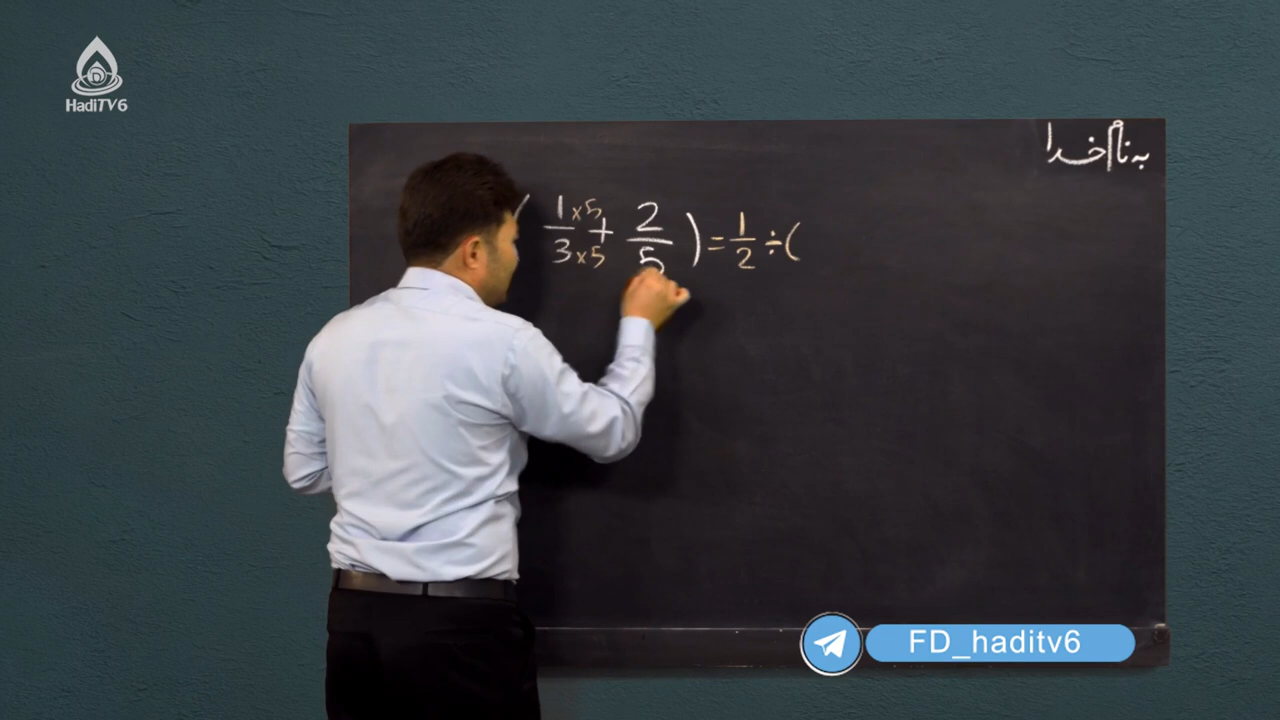 HadiTV6
به نام خدا
( 1/3 ×5/×5 + 2/5 ) = 1/2 ÷ (
FD_haditv6